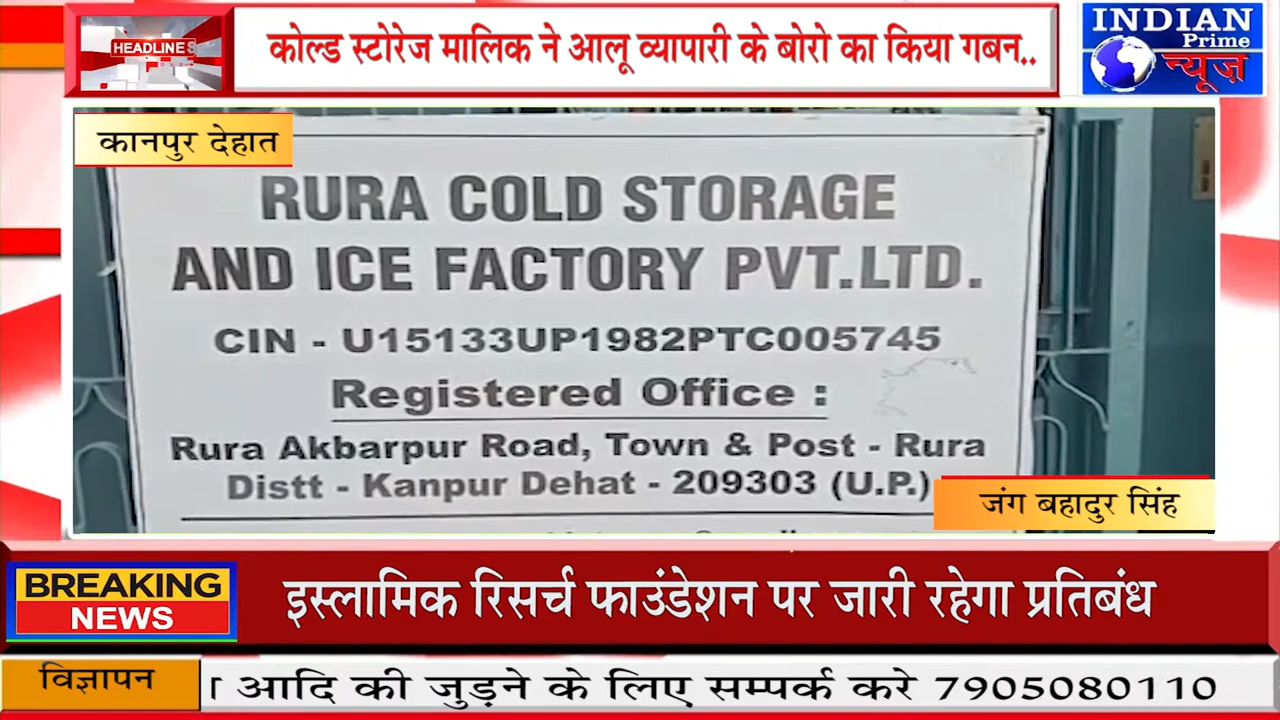 HEADLINES
कोल्ड स्टोरेज मालिक ने आलू व्यापारी के बोरो का किया गबन..
INDIAN
Prime
न्यूज़
कानपुर देहात
RURA COLD STORAGE
AND ICE FACTORY PVT.LTD.
CIN - U15133UP1982PTC005745
Registered Office :
Rura Akbarpur Road, Town & Post - Rura
Distt - Kanpur Dehat - 209303 (U.P.)
जंग बहादुर सिंह
BREAKING
NEWS
इस्लामिक रिसर्च फाउंडेशन पर जारी रहेगा प्रतिबंध
विज्ञापन
आदि की जुड़ने के लिए सम्पर्क करे 7905080110